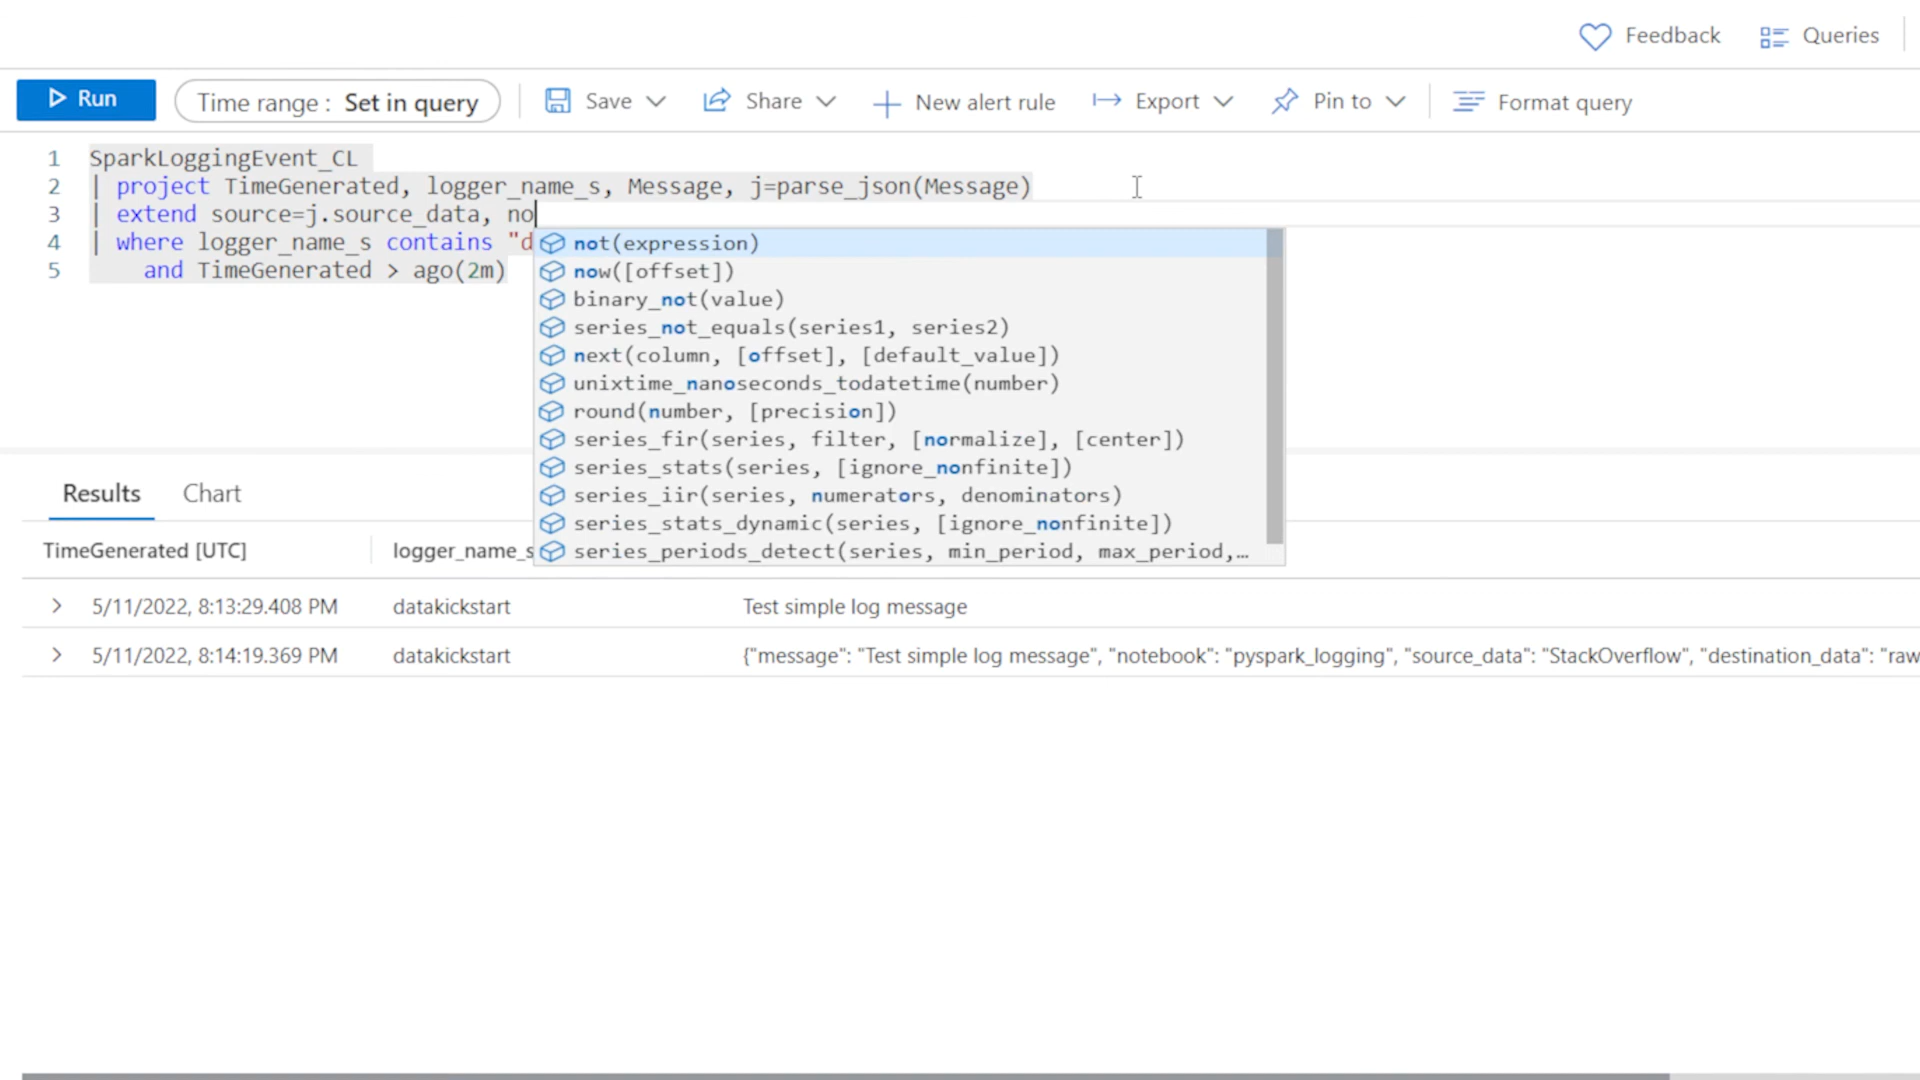 Feedback
Queries
Run
Time range : Set in query
Save
Share
New alert rule
Export
Pin to
Format query
1 SparkLoggingEvent_CL
2 | project TimeGenerated, logger_name_s, Message, j=parse_json(Message)
3 | extend source=j.source_data, no
4 | where logger_name_s contains "d
5 and TimeGenerated > ago(2m)
not(expression)
now([offset])
binary_not(value)
series_not_equals(series1, series2)
next(column, [offset], [default_value])
unixtime_nanoseconds_todatetime(number)
round(number, [precision])
series_fir(series, filter, [normalize], [center])
series_stats(series, [ignore_nonfinite])
series_iir(series, numerators, denominators)
series_stats_dynamic(series, [ignore_nonfinite])
series_periods_detect(series, min_period, max_period,…
Results
Chart
TimeGenerated [UTC]
logger_name_s
5/11/2022, 8:13:29.408 PM
datakickstart
Test simple log message
5/11/2022, 8:14:19.369 PM
datakickstart
{"message": "Test simple log message", "notebook": "pyspark_logging", "source_data": "StackOverflow", "destination_data": "raw